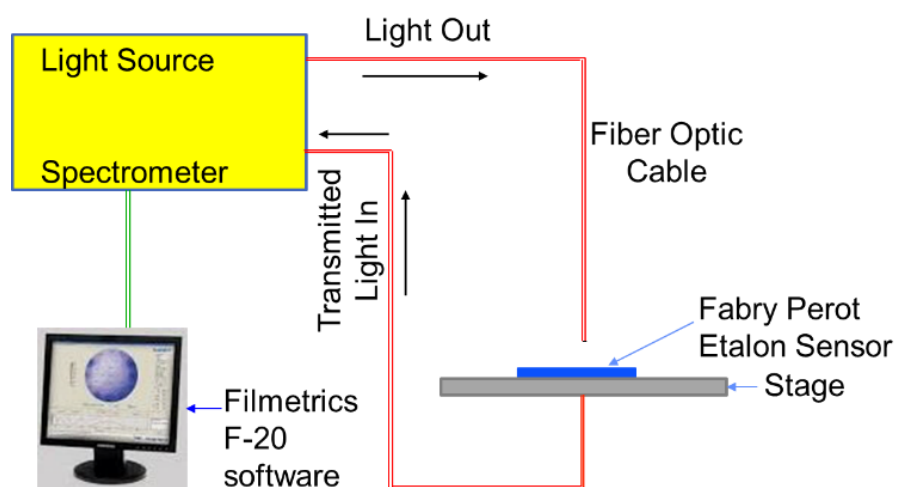 Light Out
Light Source
Spectrometer
Fiber Optic
Cable
Transmitted
Light In
Fabry Perot
Etalon Sensor
Stage
Filmetrics
F-20
software